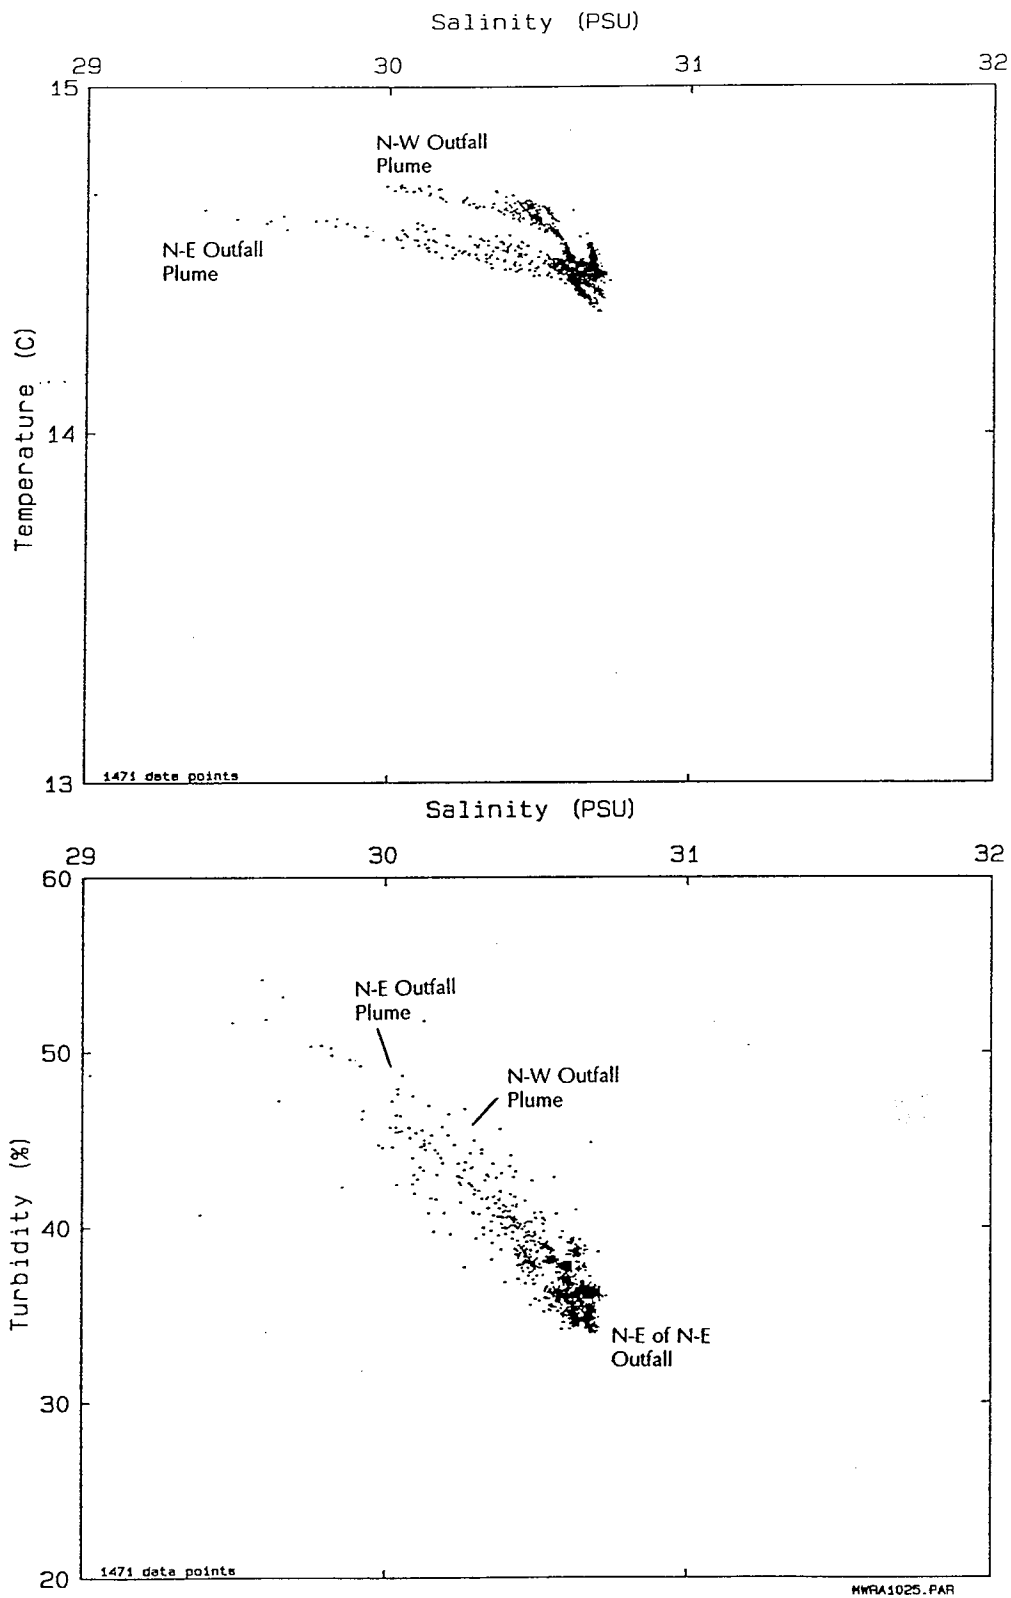 Salinity (PSU)
29 30 31 32
15
N-W Outfall
Plume
N-E Outfall
Plume
Temperature (C)
14
13
1471 data points
Salinity (PSU)
29 30 31 32
60
N-E Outfall
Plume
50
N-W Outfall
Plume
Turbidity (%)
40
N-E of N-E
Outfall
30
20
1471 data points
MWRA1025.PAR